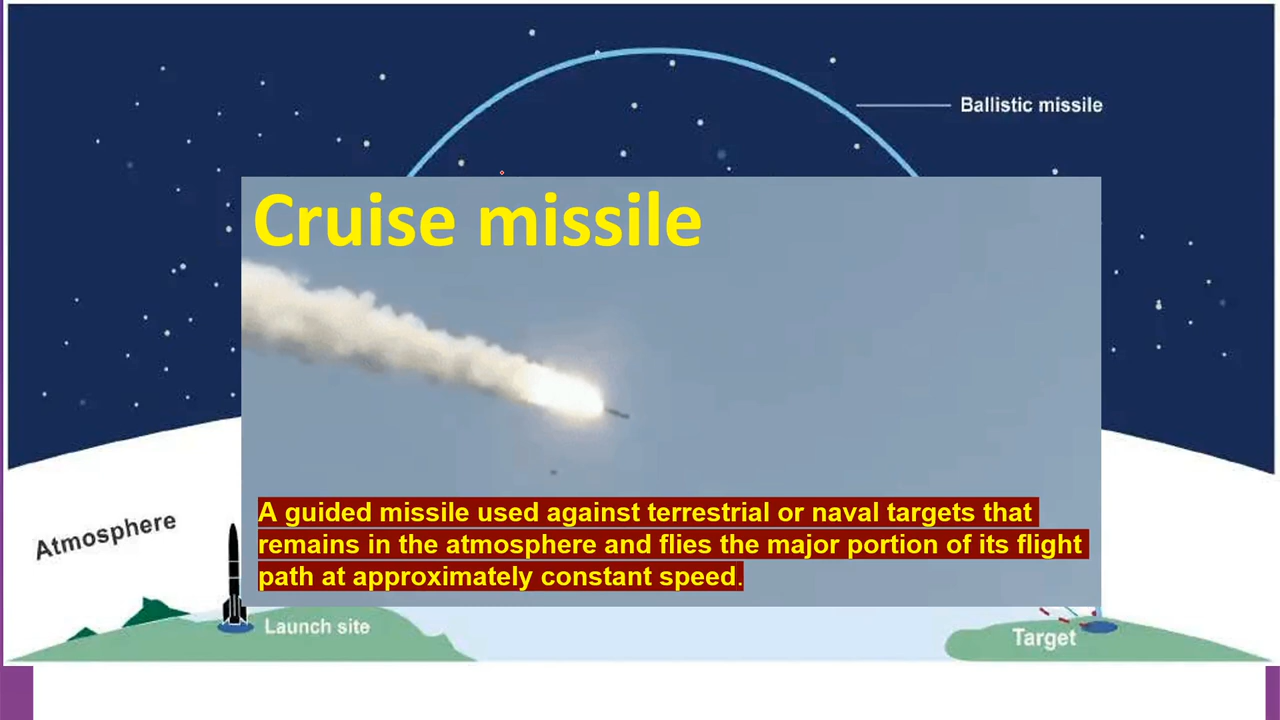 Ballistic missile
Cruise missile
A guided missile used against terrestrial or naval targets that
remains in the atmosphere and flies the major portion of its flight
path at approximately constant speed.
Atmosphere
Launch site
Target